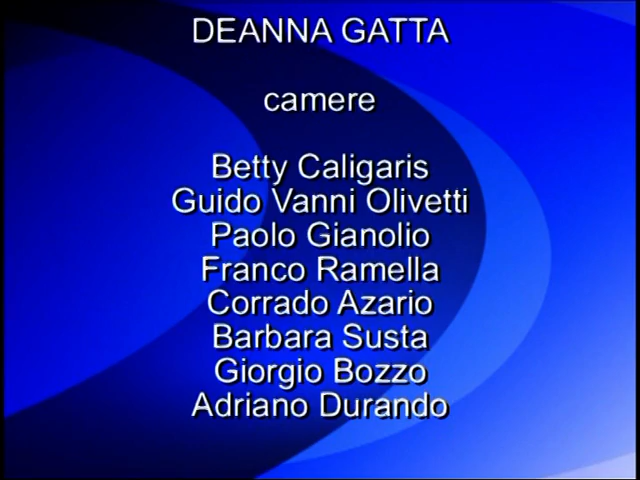 DEANNA GATTA
camere
Betty Caligaris
Guido Vanni Olivetti
Paolo Gianolio
Franco Ramella
Corrado Azario
Barbara Susta
Giorgio Bozzo
Adriano Durando